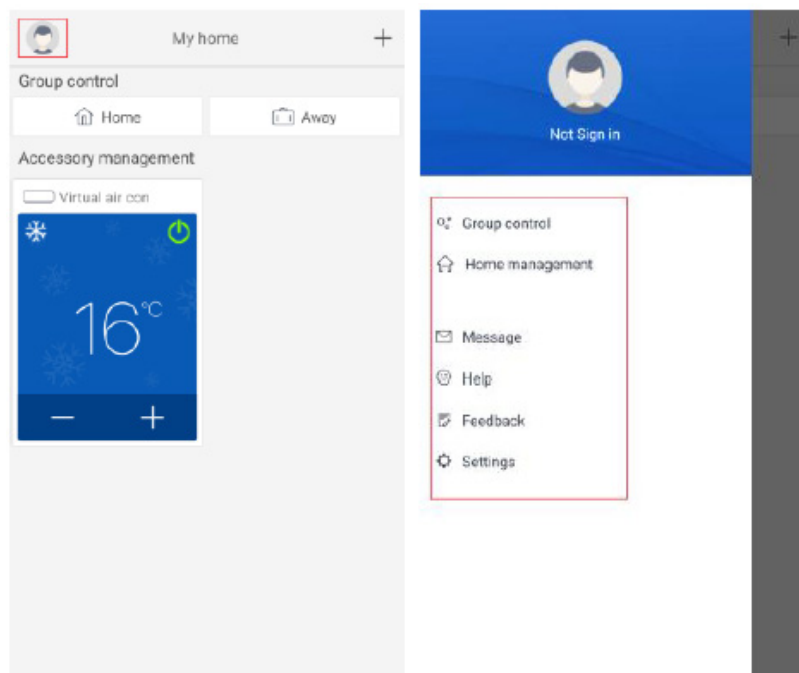 My home
Group control
Home
Away
Accessory management
Virtual air con
16°C
Not Sign in
Group control
Home management
Message
Help
Feedback
Settings